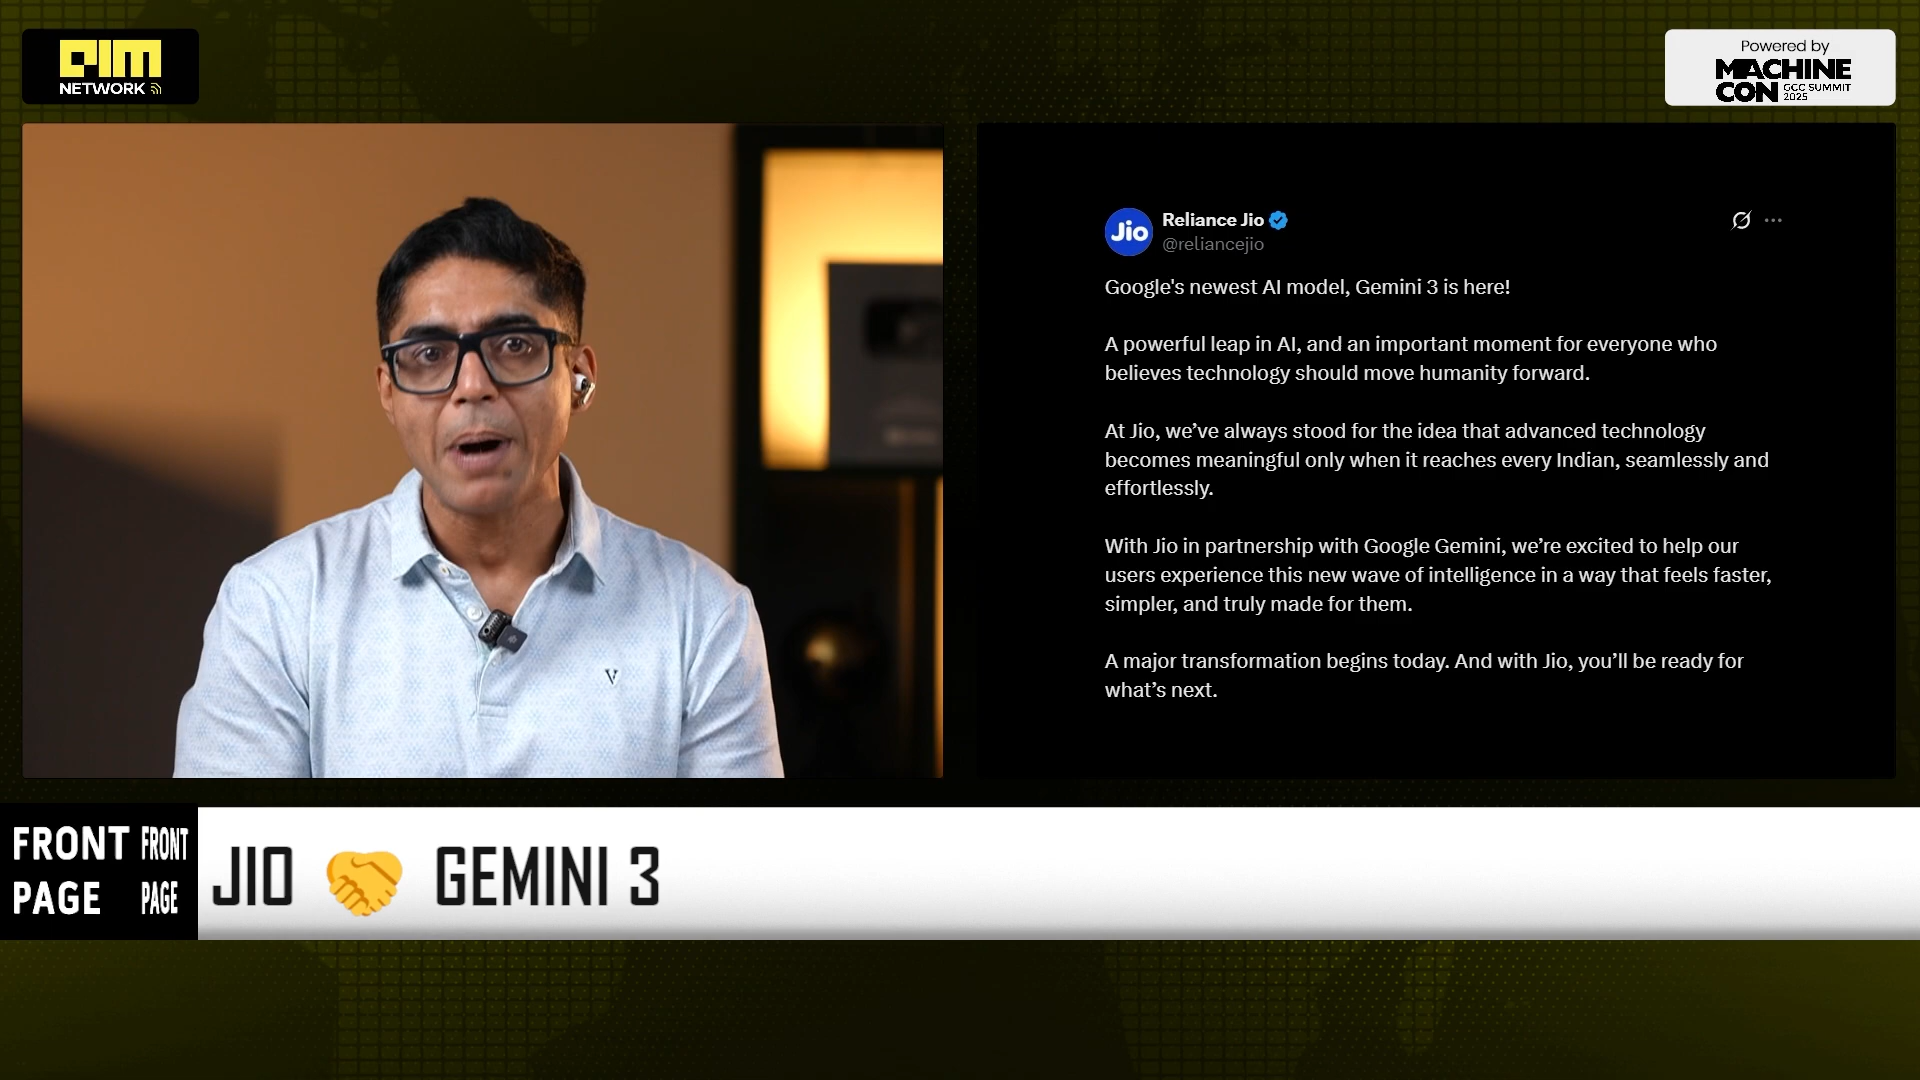 AIM
NETWORK
Powered by
MACHINE
CON GCC SUMMIT
2025
Jio
Reliance Jio
@reliancejio
Google's newest AI model, Gemini 3 is here!
A powerful leap in AI, and an important moment for everyone who
believes technology should move humanity forward.
At Jio, we’ve always stood for the idea that advanced technology
becomes meaningful only when it reaches every Indian, seamlessly and
effortlessly.
With Jio in partnership with Google Gemini, we’re excited to help our
users experience this new wave of intelligence in a way that feels faster,
simpler, and truly made for them.
A major transformation begins today. And with Jio, you’ll be ready for
what’s next.
V
FRONT FRONT
PAGE PAGE
JIO 🤝 GEMINI 3